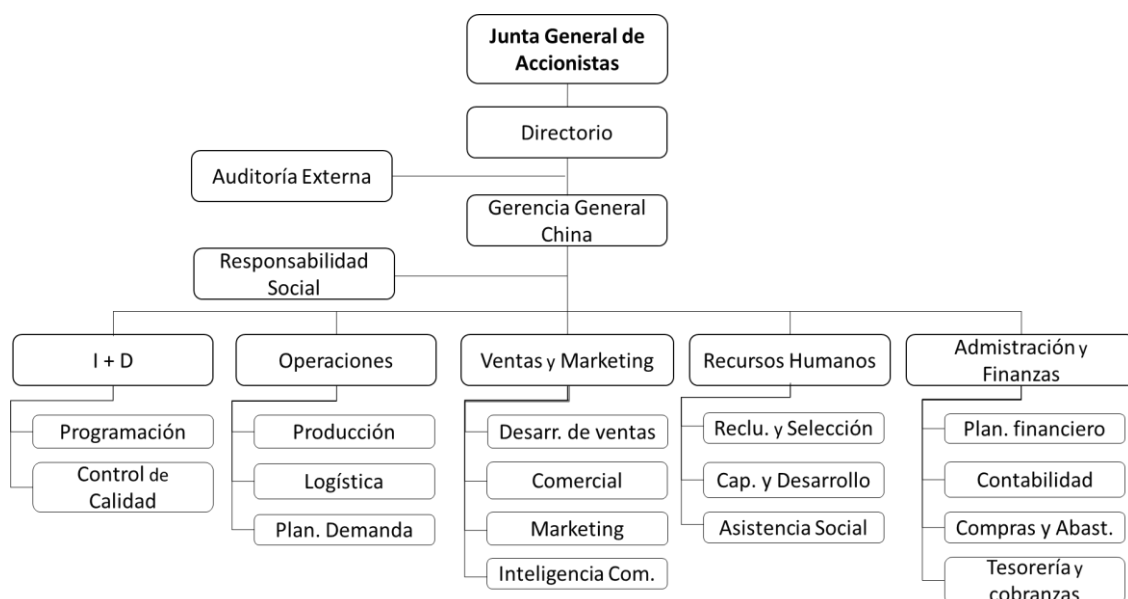 Junta General de
Accionistas
Directorio
Auditoría Externa
Gerencia General
China
Responsabilidad
Social
I + D
Operaciones
Ventas y Marketing
Recursos Humanos
Admistración y
Finanzas
Programación
Control de
Calidad
Producción
Logística
Plan. Demanda
Desarr. de ventas
Comercial
Marketing
Inteligencia Com.
Reclu. y Selección
Cap. y Desarrollo
Asistencia Social
Plan. financiero
Contabilidad
Compras y Abast.
Tesorería y
cobranzas